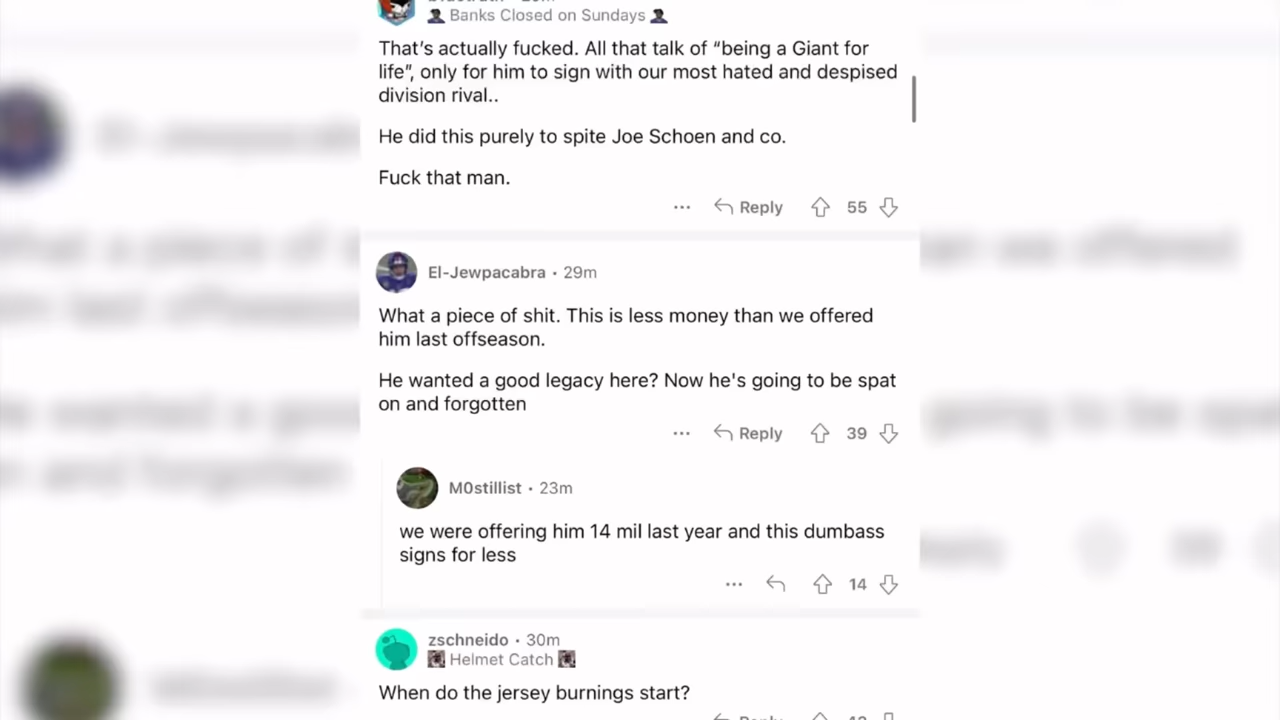 Banks Closed on Sundays
That's actually fucked. All that talk of “being a Giant for
life”, only for him to sign with our most hated and despised
division rival..
He did this purely to spite Joe Schoen and co.
Fuck that man.
Reply 55
El-Jewpacabra · 29m
What a piece of shit. This is less money than we offered
him last offseason.
He wanted a good legacy here? Now he's going to be spat
on and forgotten
Reply 39
M0stillist · 23m
we were offering him 14 mil last year and this dumbass
signs for less
14
zschneido · 30m
Helmet Catch
When do the jersey burnings start?
Reply